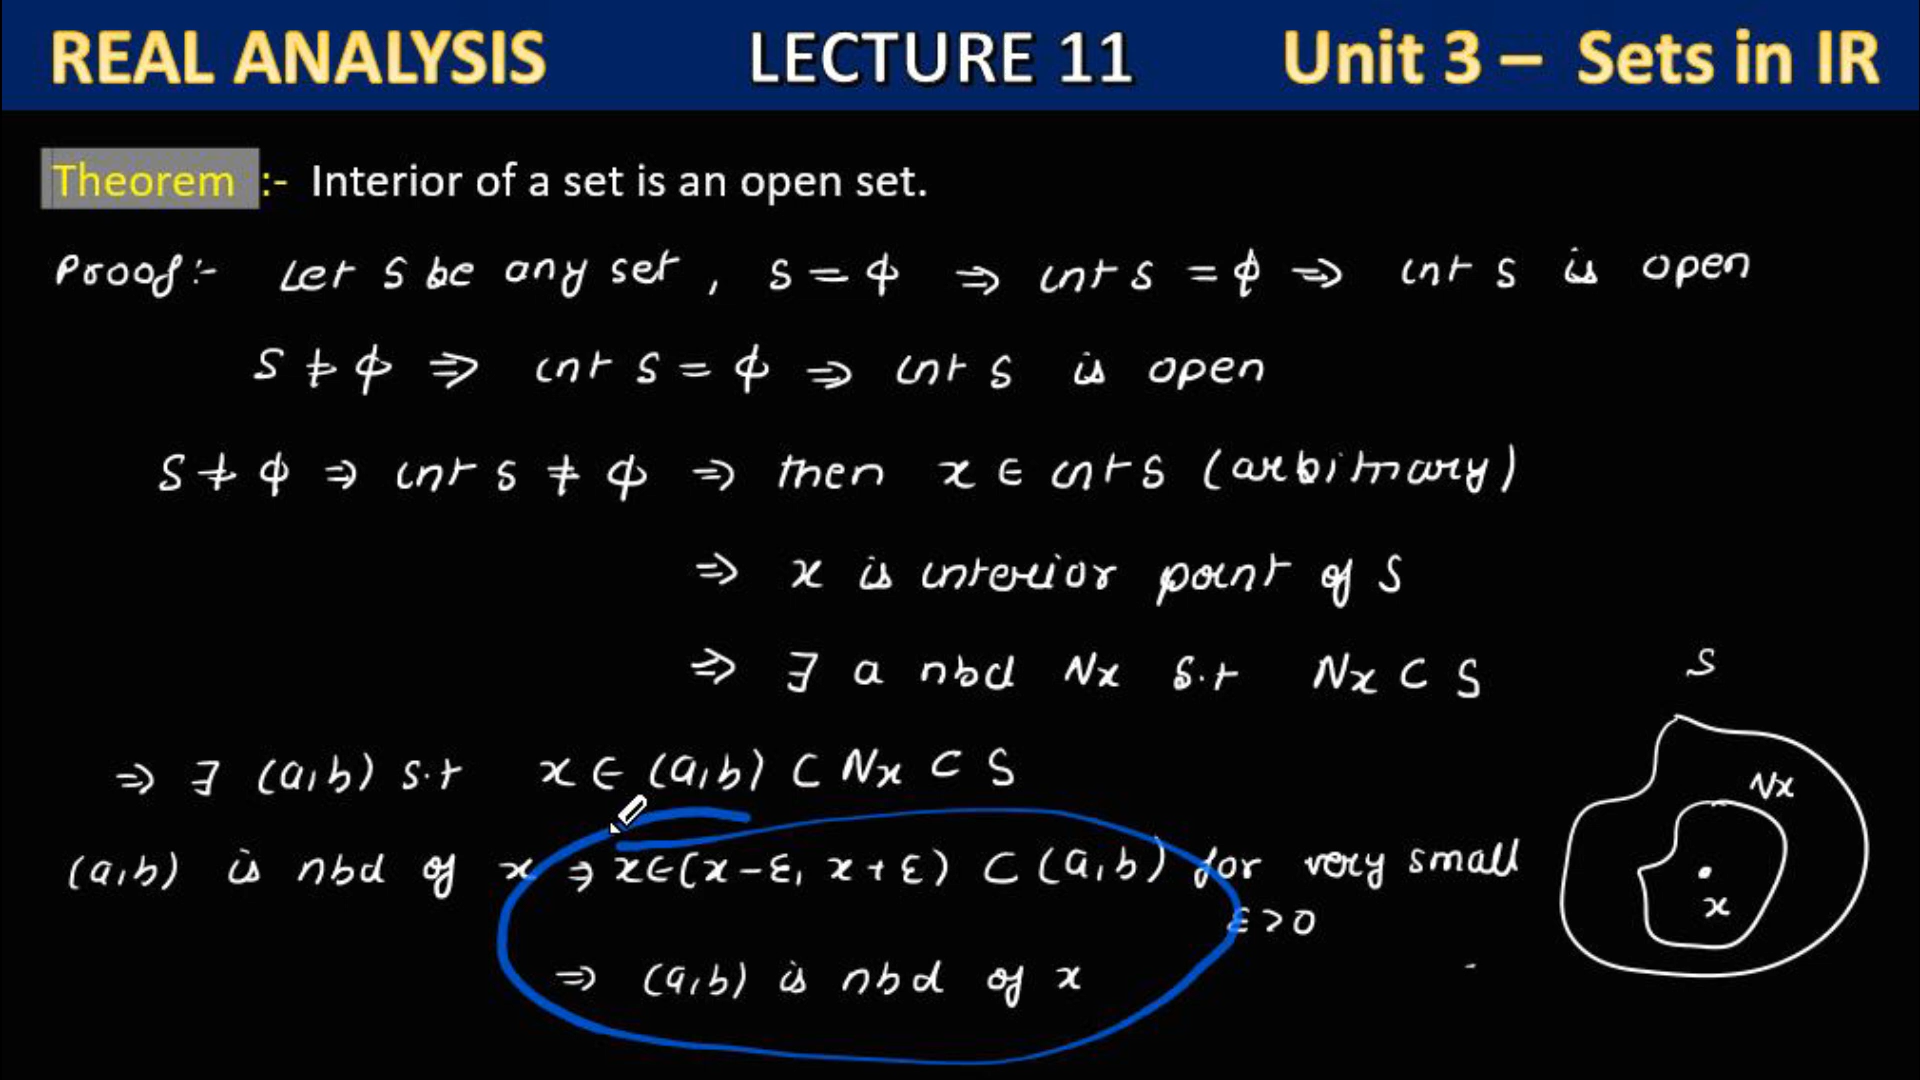 REAL ANALYSIS LECTURE 11 Unit 3 – Sets in IR
Theorem :- Interior of a set is an open set.
Proof:- Let S be any set, S = ϕ ⇒ int S = ϕ ⇒ int S is open
S ≠ ϕ ⇒ int S = ϕ ⇒ int S is open
S ≠ ϕ ⇒ int S ≠ ϕ ⇒ then x ∈ int S (arbitrary)
⇒ x is interior point of S
⇒ ∃ a nbd Nx s.t Nx ⊂ S
S
⇒ ∃ (a,b) s.t x ∈ (a,b) ⊂ Nx ⊂ S
Nx
(a,b) is nbd of x ⇒ x∈(x-ε, x+ε) ⊂ (a,b) for very small
ε>0
x
⇒ (a,b) is nbd of x